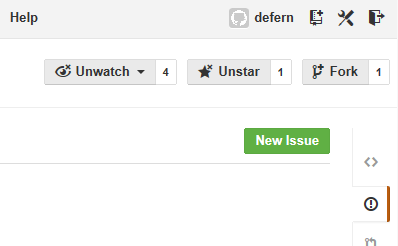 Help defern
Unwatch 4 Unstar 1 Fork 1
New Issue